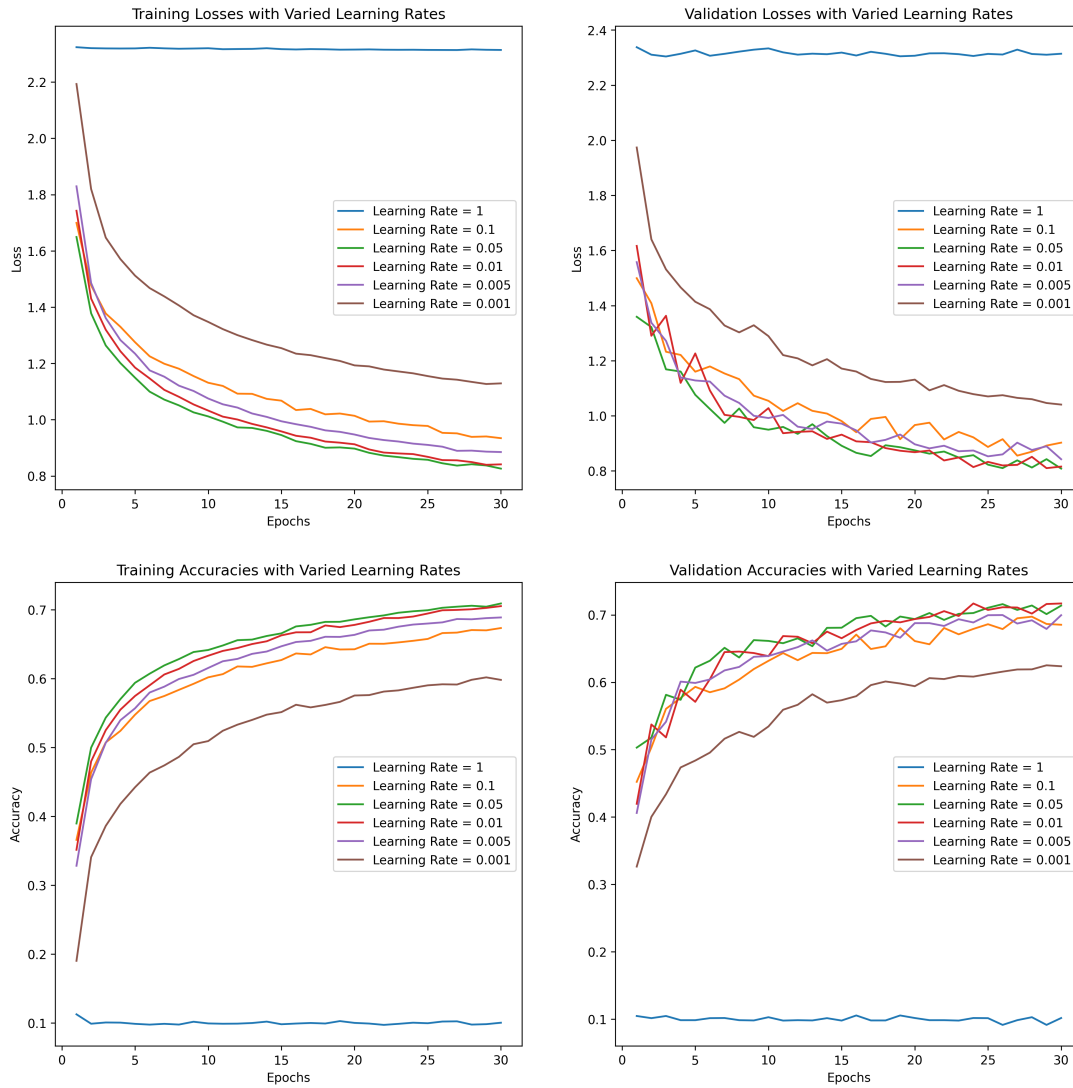 Training Losses with Varied Learning Rates
Loss
2.2
2.0
1.8
1.6
1.4
1.2
1.0
0.8
Learning Rate = 1
Learning Rate = 0.1
Learning Rate = 0.05
Learning Rate = 0.01
Learning Rate = 0.005
Learning Rate = 0.001
0 5 10 15 20 25 30
Epochs
Validation Losses with Varied Learning Rates
Loss
2.4
2.2
2.0
1.8
1.6
1.4
1.2
1.0
0.8
Learning Rate = 1
Learning Rate = 0.1
Learning Rate = 0.05
Learning Rate = 0.01
Learning Rate = 0.005
Learning Rate = 0.001
0 5 10 15 20 25 30
Epochs
Training Accuracies with Varied Learning Rates
Accuracy
0.7
0.6
0.5
0.4
0.3
0.2
0.1
Learning Rate = 1
Learning Rate = 0.1
Learning Rate = 0.05
Learning Rate = 0.01
Learning Rate = 0.005
Learning Rate = 0.001
0 5 10 15 20 25 30
Epochs
Validation Accuracies with Varied Learning Rates
Accuracy
0.7
0.6
0.5
0.4
0.3
0.2
0.1
Learning Rate = 1
Learning Rate = 0.1
Learning Rate = 0.05
Learning Rate = 0.01
Learning Rate = 0.005
Learning Rate = 0.001
0 5 10 15 20 25 30
Epochs